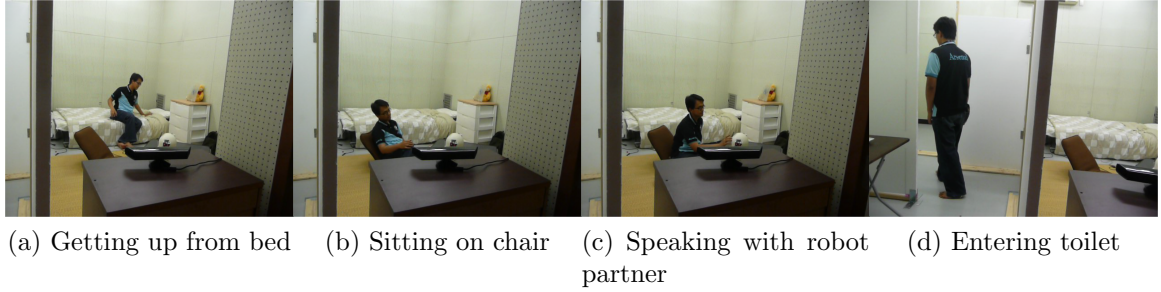 (a) Getting up from bed
(b) Sitting on chair
(c) Speaking with robot
partner
(d) Entering toilet